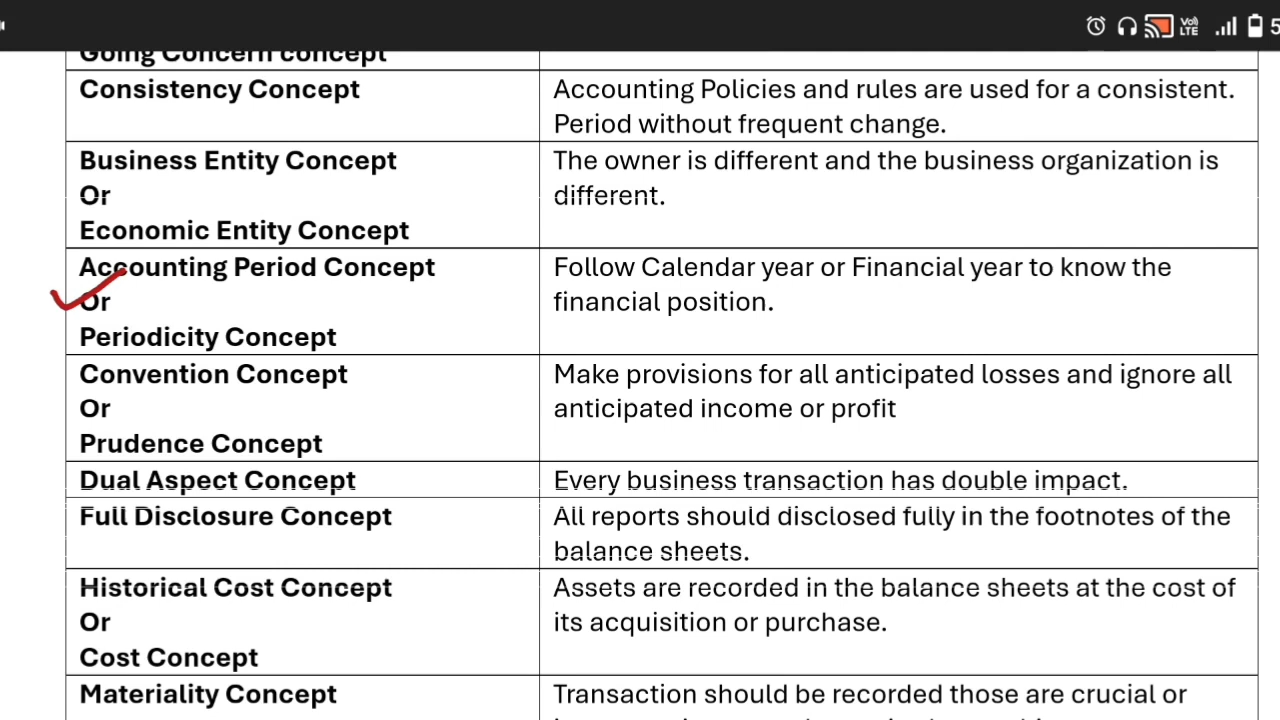 VoD LTE 5
Going Concern concept
Consistency Concept
Accounting Policies and rules are used for a consistent.
Period without frequent change.
Business Entity Concept
Or
Economic Entity Concept
The owner is different and the business organization is
different.
Accounting Period Concept
Or
Periodicity Concept
Follow Calendar year or Financial year to know the
financial position.
Convention Concept
Or
Prudence Concept
Make provisions for all anticipated losses and ignore all
anticipated income or profit
Dual Aspect Concept
Every business transaction has double impact.
Full Disclosure Concept
All reports should disclosed fully in the footnotes of the
balance sheets.
Historical Cost Concept
Or
Cost Concept
Assets are recorded in the balance sheets at the cost of
its acquisition or purchase.
Materiality Concept
Transaction should be recorded those are crucial or